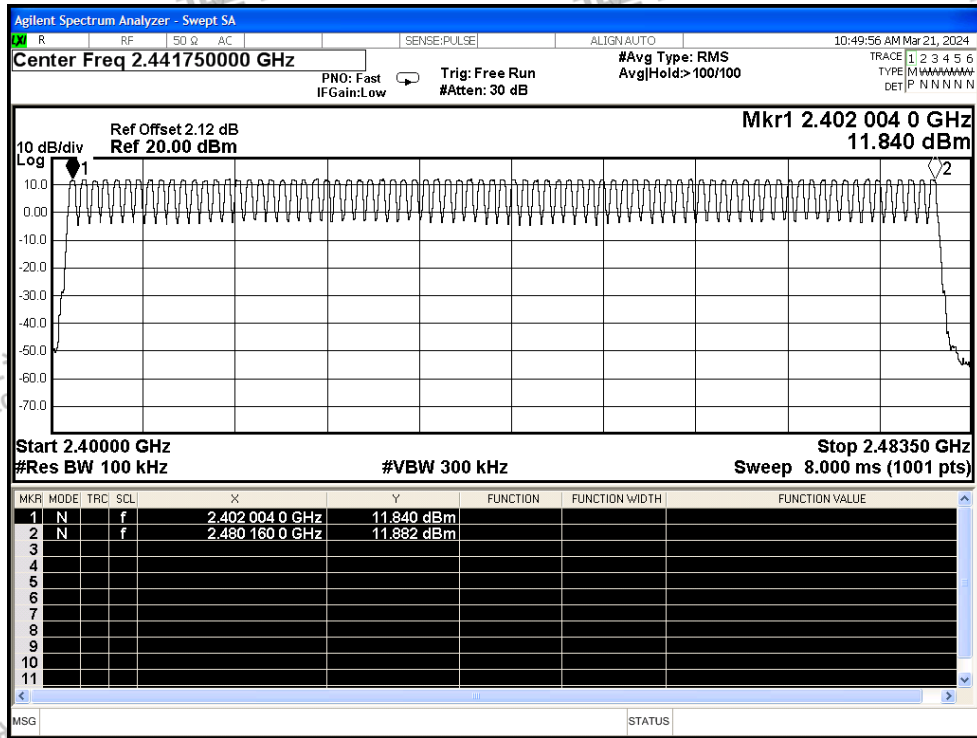 Agilent Spectrum Analyzer - Swept SA
LXI R RF 50 Ω AC SENSE:PULSE ALIGN AUTO 10:49:56 AM Mar 21, 2024
Center Freq 2.441750000 GHz
PNO: Fast
IFGain:Low
Trig: Free Run
#Atten: 30 dB
#Avg Type: RMS
Avg|Hold:>100/100
TRACE 1 2 3 4 5 6
TYPE M
DET P N N N N N
Mkr1 2.402 004 0 GHz
11.840 dBm
Ref Offset 2.12 dB
10 dB/div Ref 20.00 dBm
Log
1
2
10.0
0.00
-10.0
-20.0
-30.0
-40.0
-50.0
-60.0
-70.0
Start 2.40000 GHz Stop 2.48350 GHz
#Res BW 100 kHz #VBW 300 kHz Sweep 8.000 ms (1001 pts)
MKR MODE TRC SCL X Y FUNCTION FUNCTION WIDTH FUNCTION VALUE
1 N f 2.402 004 0 GHz 11.840 dBm
2 N f 2.480 160 0 GHz 11.882 dBm
3
4
5
6
7
8
9
10
11
MSG STATUS